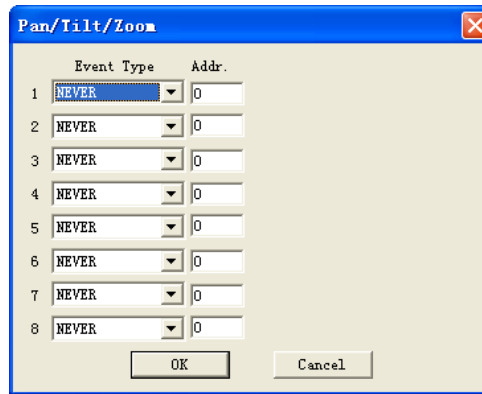 Pan/Tilt/Zoom
Event Type Addr.
1 NEVER 0
2 NEVER 0
3 NEVER 0
4 NEVER 0
5 NEVER 0
6 NEVER 0
7 NEVER 0
8 NEVER 0
OK Cancel